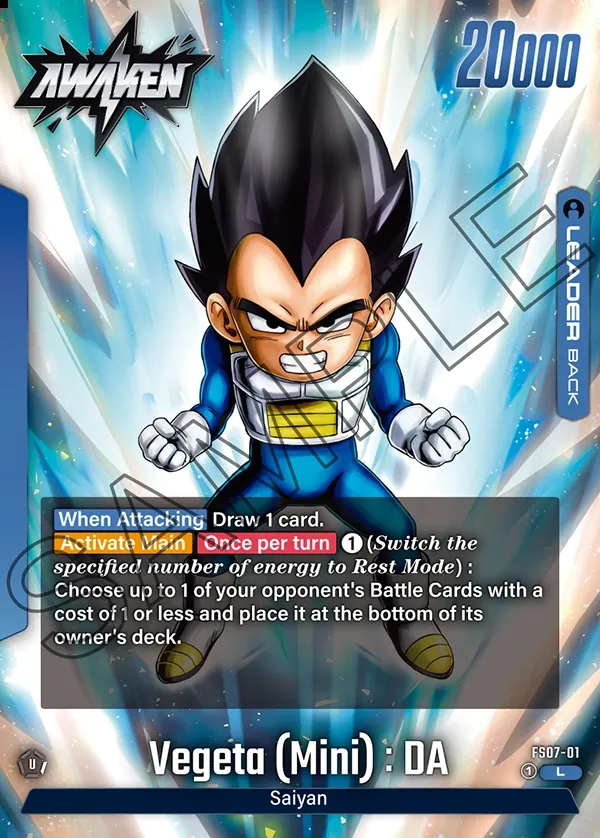 AWAKEN
20000
LEADER BACK
When Attacking Draw 1 card.
Activate Main Once per turn ① (Switch the
specified number of energy to Rest Mode) :
Choose up to 1 of your opponent's Battle Cards with a
cost of 1 or less and place it at the bottom of its
owner's deck.
SAMPLE
U
Vegeta (Mini) : DA
FS07-01
① L
Saiyan